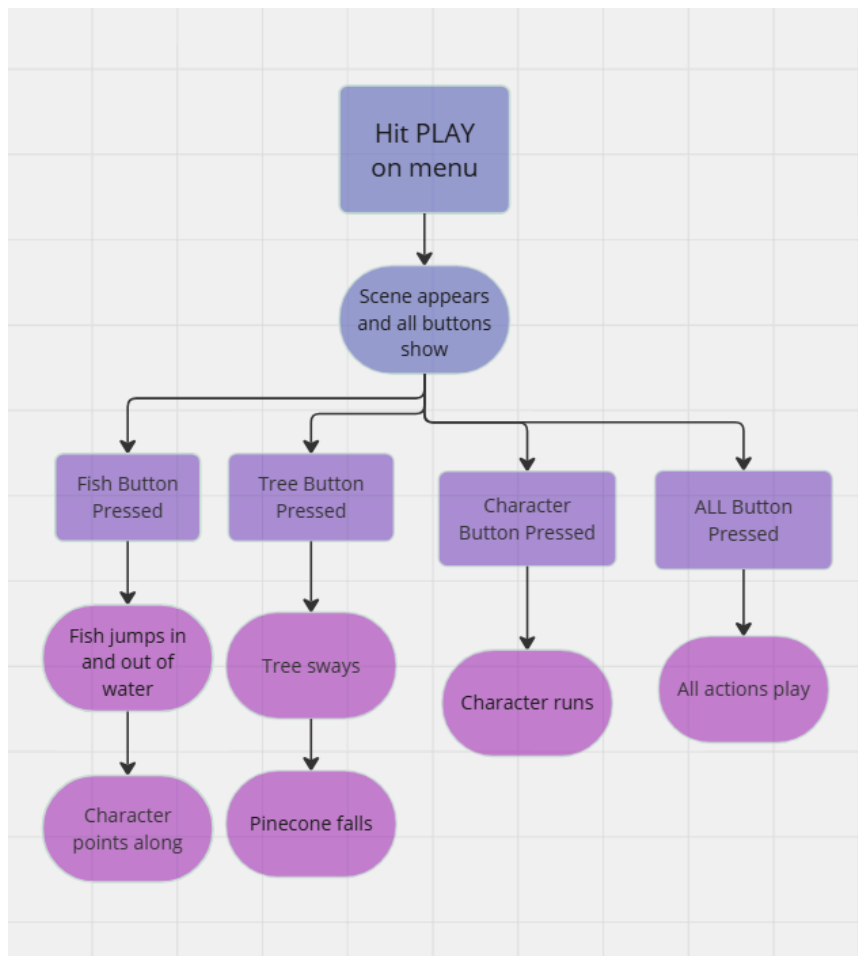 Hit PLAY
on menu
Scene appears
and all buttons
show
Fish Button
Pressed
Tree Button
Pressed
Character
Button Pressed
ALL Button
Pressed
Fish jumps in
and out of
water
Tree sways
Character runs
All actions play
Character
points along
Pinecone falls